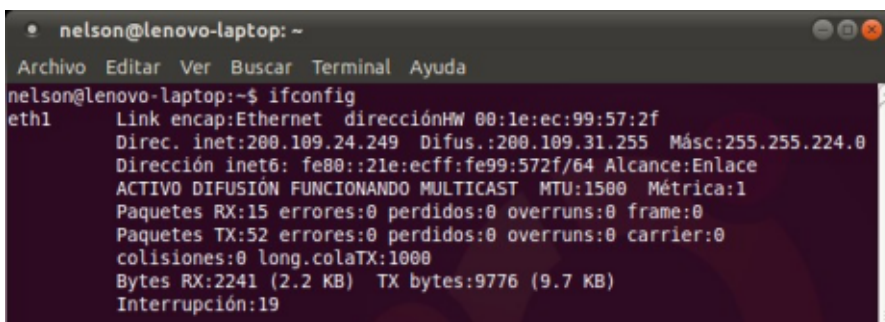 nelson@lenovo-laptop: ~
Archivo Editar Ver Buscar Terminal Ayuda
nelson@lenovo-laptop:~$ ifconfig
eth1 Link encap:Ethernet direcciónHW 00:1e:ec:99:57:2f
Direc. inet:200.109.24.249 Difus.:200.109.31.255 Másc:255.255.224.0
Dirección inet6: fe80::21e:ecff:fe99:572f/64 Alcance:Enlace
ACTIVO DIFUSIÓN FUNCIONANDO MULTICAST MTU:1500 Métrica:1
Paquetes RX:15 errores:0 perdidos:0 overruns:0 frame:0
Paquetes TX:52 errores:0 perdidos:0 overruns:0 carrier:0
colisiones:0 long.colaTX:1000
Bytes RX:2241 (2.2 KB) TX bytes:9776 (9.7 KB)
Interrupción:19